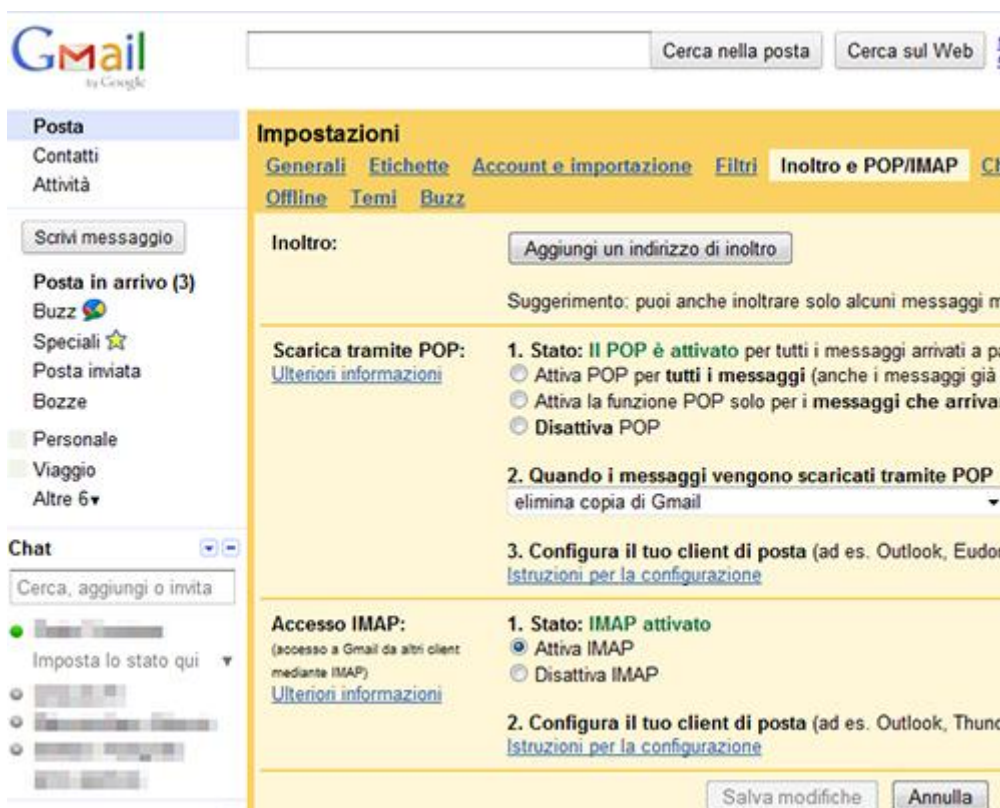 Gmail
by Google
Cerca nella posta
Cerca sul Web
Posta
Contatti
Attività
Scrivi messaggio
Posta in arrivo (3)
Buzz
Speciali
Posta inviata
Bozze
Personale
Viaggio
Altre 6▾
Chat
Cerca, aggiungi o invita
Imposta lo stato qui
Impostazioni
Generali Etichette Account e importazione Filtri Inoltro e POP/IMAP
Offline Temi Buzz
Inoltro:
Aggiungi un indirizzo di inoltro
Suggerimento: puoi anche inoltrare solo alcuni messaggi
Scarica tramite POP:
Ulteriori informazioni
1. Stato: Il POP è attivato per tutti i messaggi arrivati a
Attiva POP per tutti i messaggi (anche i messaggi già
Attiva la funzione POP solo per i messaggi che
Disattiva POP
2. Quando i messaggi vengono scaricati tramite POP
elimina copia di Gmail
3. Configura il tuo client di posta (ad es. Outlook,
Istruzioni per la configurazione
Accesso IMAP:
(accesso a Gmail da altri client
mediante IMAP)
Ulteriori informazioni
1. Stato: IMAP attivato
Attiva IMAP
Disattiva IMAP
2. Configura il tuo client di posta (ad es. Outlook,
Istruzioni per la configurazione
Salva modifiche
Annulla